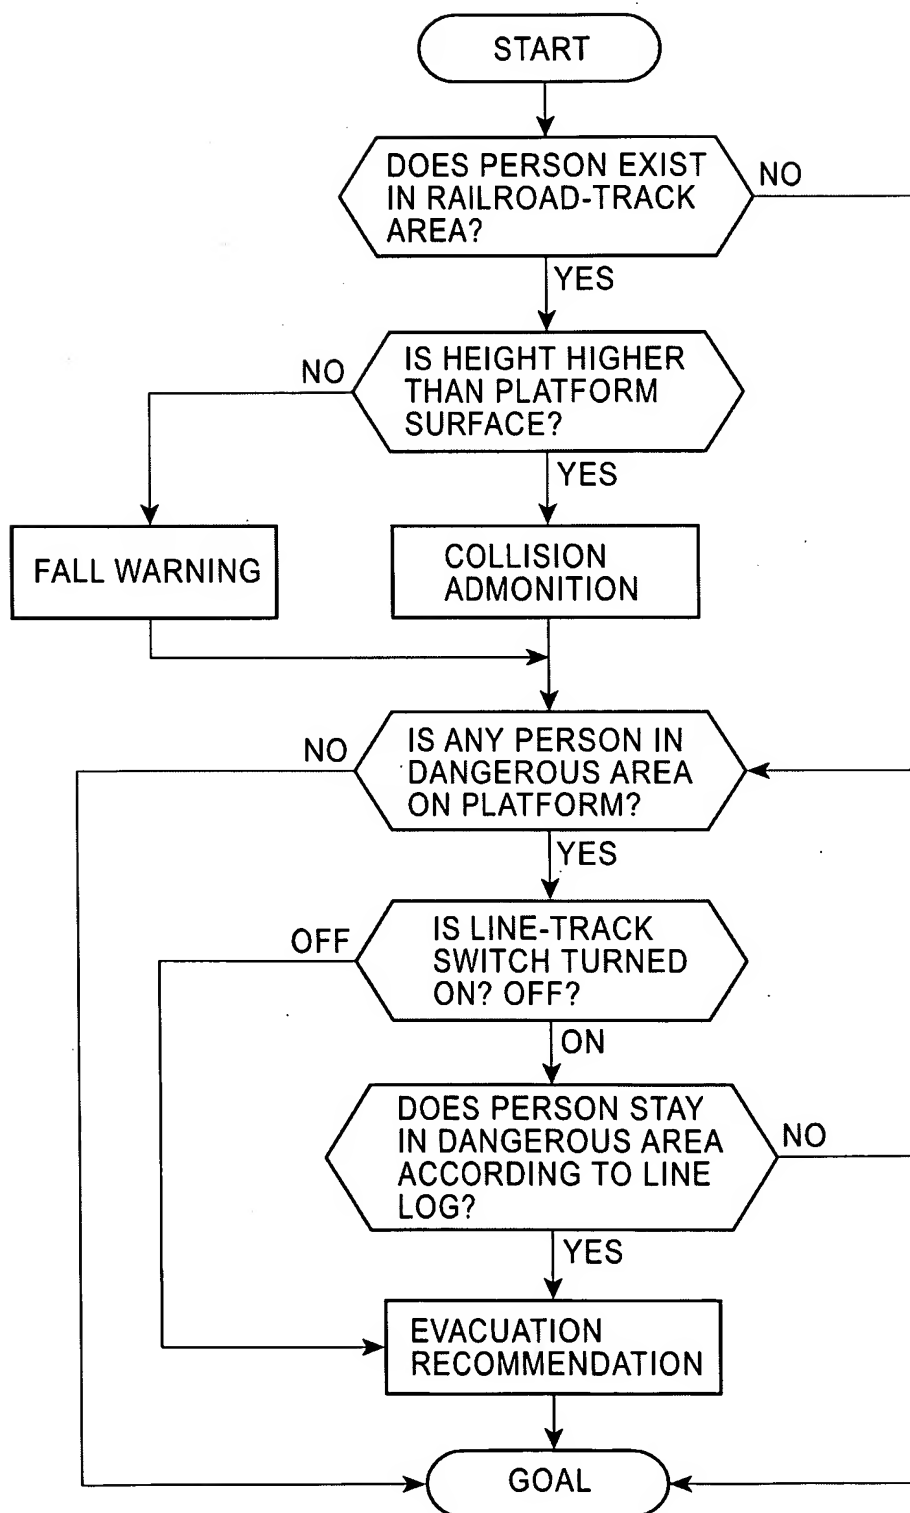 START
DOES PERSON EXIST
IN RAILROAD-TRACK
AREA?
NO
YES
IS HEIGHT HIGHER
THAN PLATFORM
SURFACE?
NO
YES
FALL WARNING
COLLISION
ADMONITION
IS ANY PERSON IN
DANGEROUS AREA
ON PLATFORM?
NO
YES
IS LINE-TRACK
SWITCH TURNED
ON? OFF?
OFF
ON
DOES PERSON STAY
IN DANGEROUS AREA
ACCORDING TO LINE
LOG?
NO
YES
EVACUATION
RECOMMENDATION
GOAL